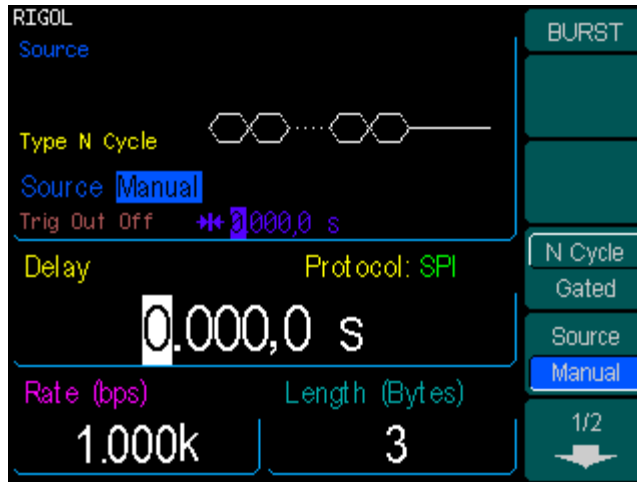 RIGOL
Source
Type N Cycle
Source Manual
Trig Out Off 0.000,0 s
Delay Protocol: SPI
0.000,0 s
Rate (bps) Length (Bytes)
1.000k 3
BURST
N Cycle
Gated
Source
Manual
1/2